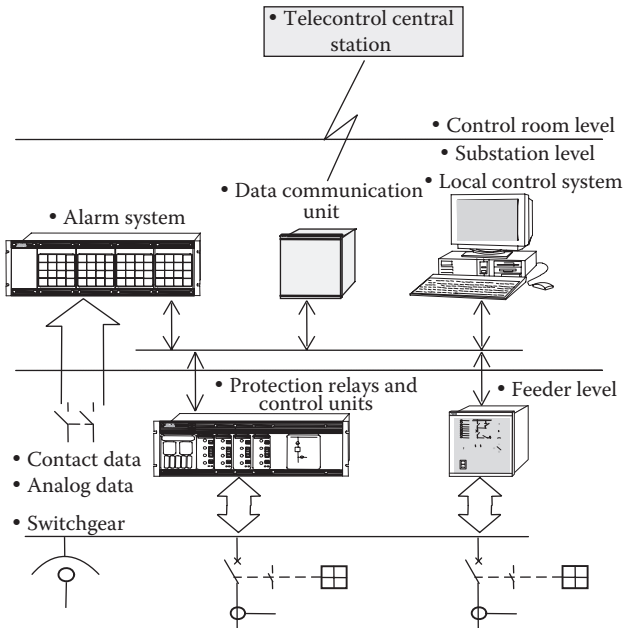 • Telecontrol central
station
• Control room level
• Substation level
• Local control system
• Data communication
unit
• Alarm system
• Protection relays and
control units
• Feeder level
• Contact data
• Analog data
• Switchgear